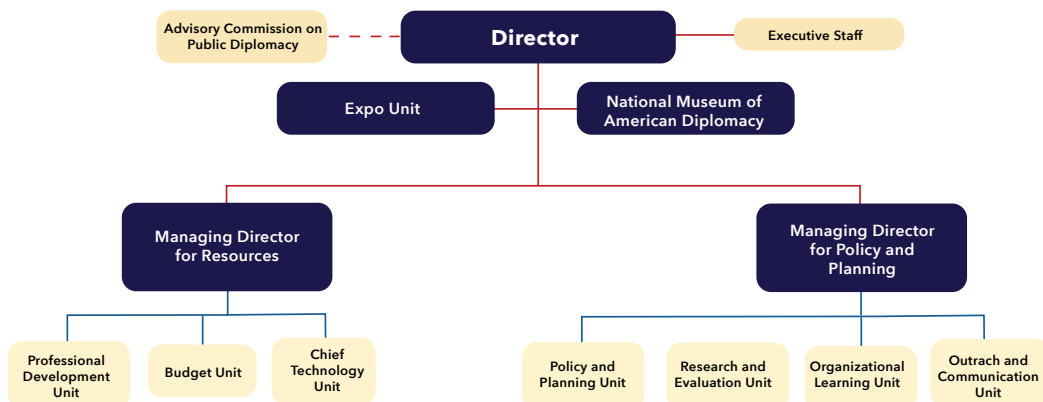 Advisory Commission on
Public Diplomacy
Director
Executive Staff
Expo Unit
National Museum of
American Diplomacy
Managing Director
for Resources
Managing Director
for Policy and
Planning
Professional
Development
Unit
Budget Unit
Chief
Technology
Unit
Policy and
Planning Unit
Research and
Evaluation Unit
Organizational
Learning Unit
Outrach and
Communication
Unit